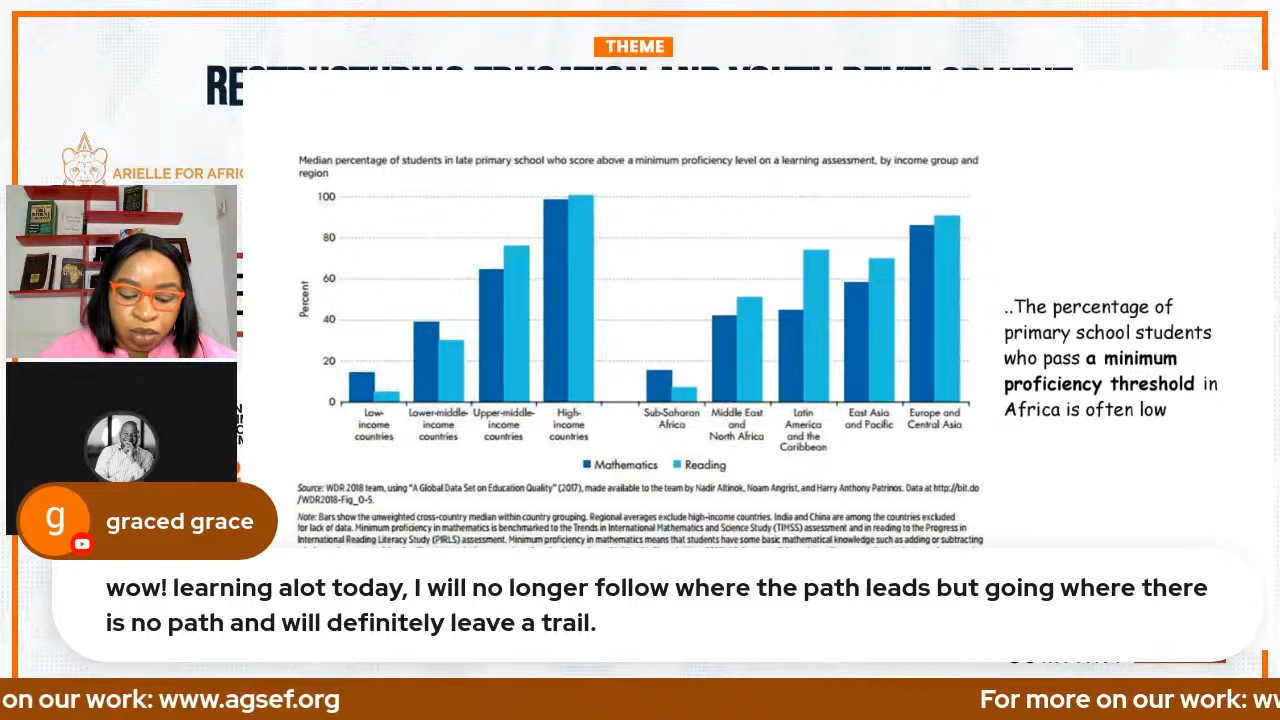 THEME
RESTRUCTURING EDUCATION AND YOUTH DEVELOPMENT
ARIELLE FOR AFRIC
Median percentage of students in late primary school who score above a minimum proficiency level on a learning assessment, by income group and
region
100
80
60
40
20
0
Percent
Low-
income
countries
Lower-middle-
income
countries
Upper-middle-
income
countries
High-
income
countries
Sub-Saharan
Africa
Middle East
and
North Africa
Latin
America
and the
Caribbean
East Asia
and Pacific
Europe and
Central Asia
Mathematics
Reading
..The percentage of
primary school students
who pass a minimum
proficiency threshold in
Africa is often low
Source: WDR 2018 team, using "A Global Data Set on Education Quality" (2017), made available to the team by Nadir Altinok, Noam Angrist, and Harry Anthony Patrinos. Data at http://bit.do
/WDR2018-Fig_O-5.
Note: Bars show the unweighted cross-country median within country grouping. Regional averages exclude high-income countries. India and China are among the countries excluded
for lack of data. Minimum proficiency in mathematics is benchmarked to the Trends in International Mathematics and Science Study (TIMSS) assessment and in reading to the Progress in
International Reading Literacy Study (PIRLS) assessment. Minimum proficiency in mathematics means that students have some basic mathematical knowledge such as adding or subtracting
g
graced grace
wow! learning alot today, I will no longer follow where the path leads but going where there
is no path and will definitely leave a trail.
on our work: www.agsef.org
For more on our work: ww